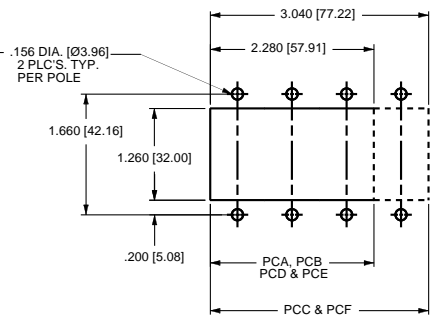 3.040 [77.22]
2.280 [57.91]
.156 DIA. [Ø3.96]
2 PLC'S. TYP.
PER POLE
1.660 [42.16]
1.260 [32.00]
.200 [5.08]
PCA, PCB
PCD & PCE
PCC & PCF